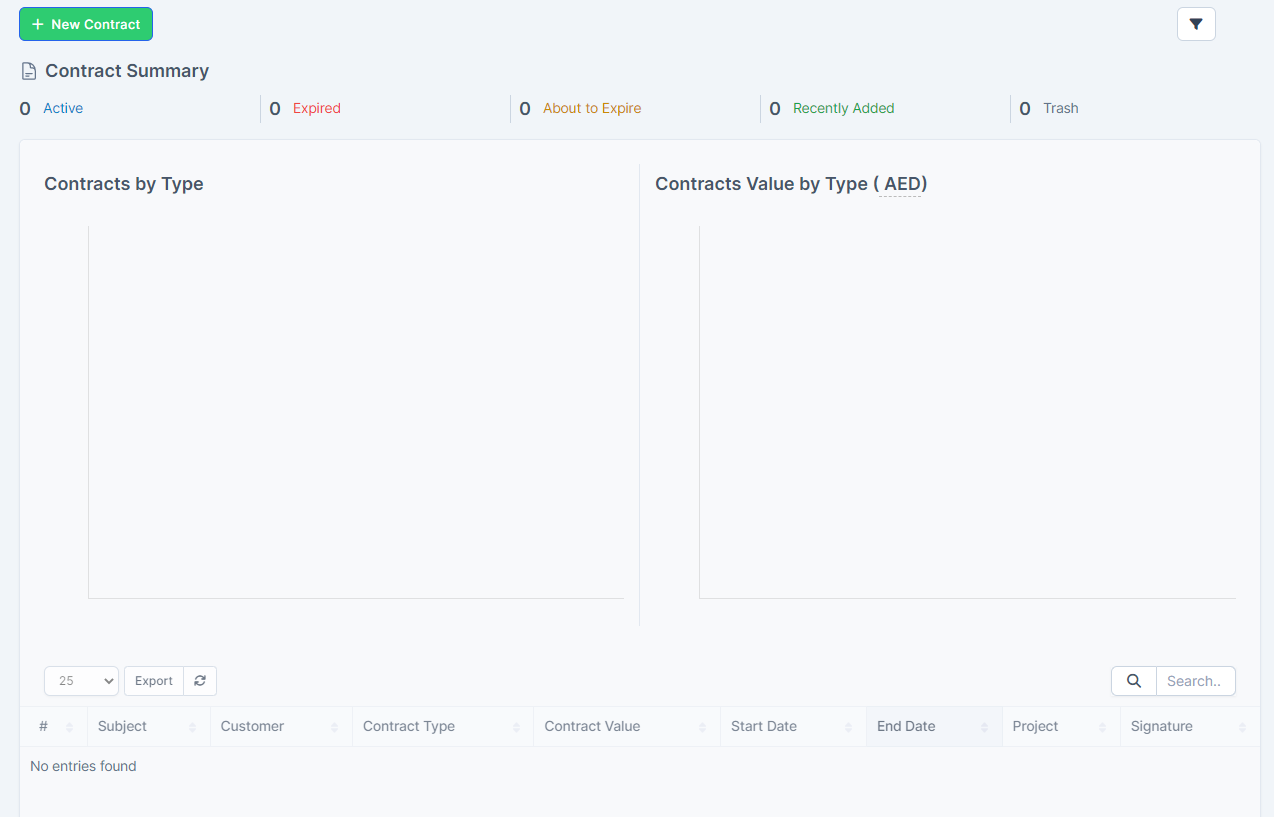 + New Contract
Contract Summary
0 Active 0 Expired 0 About to Expire 0 Recently Added 0 Trash
Contracts by Type Contracts Value by Type ( AED)
25 Export Search..
# Subject Customer Contract Type Contract Value Start Date End Date Project Signature
No entries found